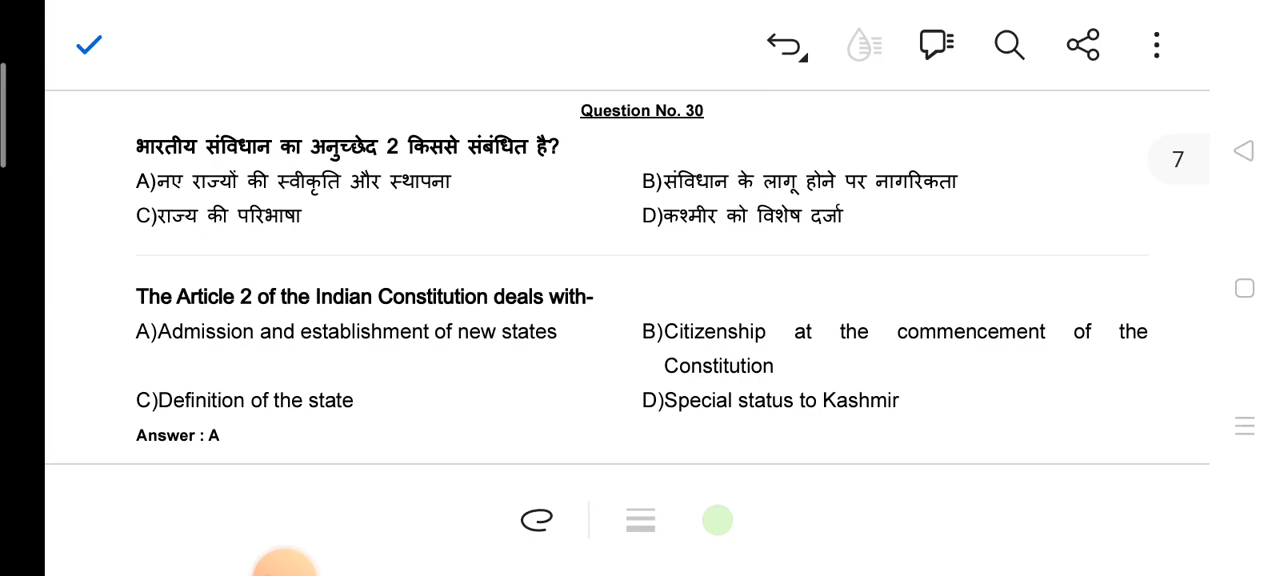 Question No. 30
भारतीय संविधान का अनुच्छेद 2 किससे संबंधित है?
7
A)नए राज्यों की स्वीकृति और स्थापना B)संविधान के लागू होने पर नागरिकता
C)राज्य की परिभाषा D)कश्मीर को विशेष दर्जा
The Article 2 of the Indian Constitution deals with-
A)Admission and establishment of new states B)Citizenship at the commencement of the
Constitution
C)Definition of the state D)Special status to Kashmir
Answer : A